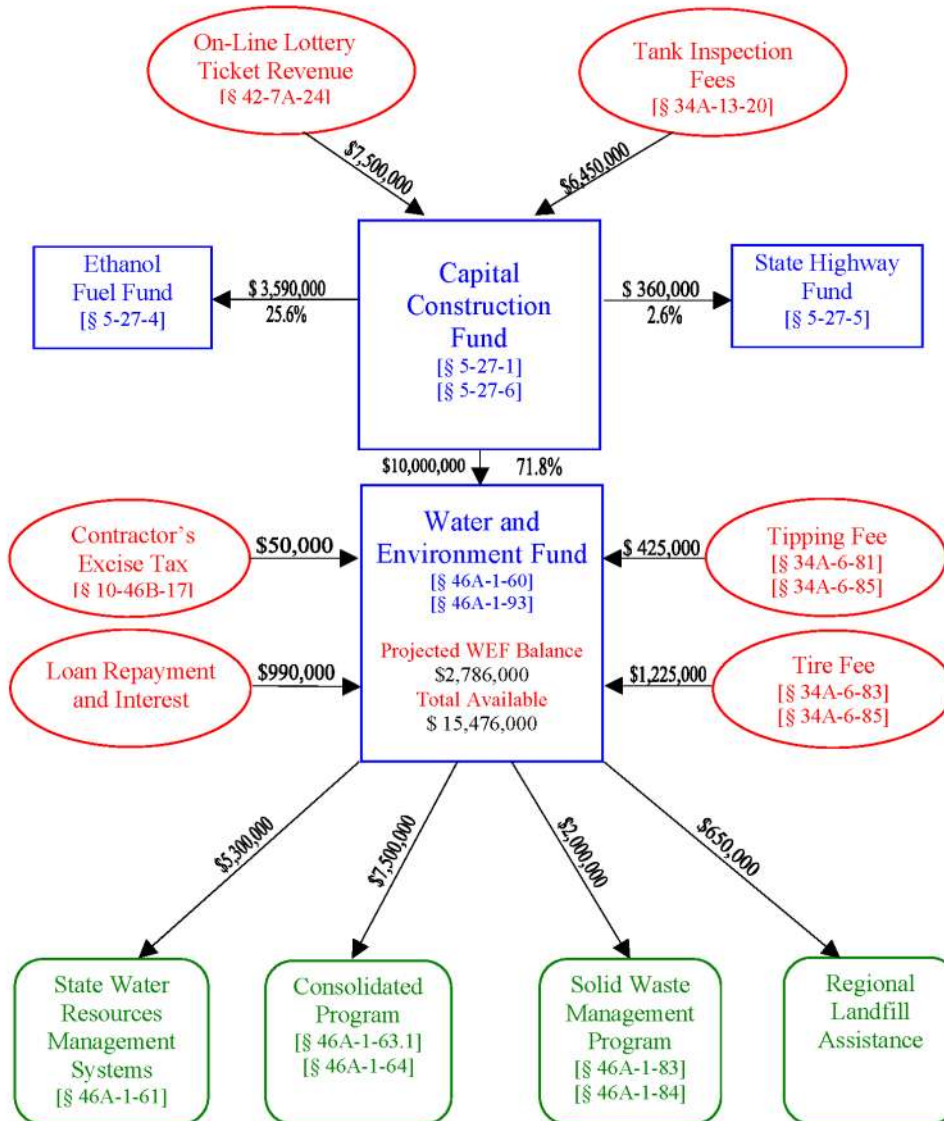 On-Line Lottery
Ticket Revenue
[§ 42-7A-24]
Tank Inspection
Fees
[§ 34A-13-20]
$7,500,000
$6,450,000
Ethanol
Fuel Fund
[§ 5-27-4]
$ 3,590,000
25.6%
Capital
Construction
Fund
[§ 5-27-1]
[§ 5-27-6]
$ 360,000
2.6%
State Highway
Fund
[§ 5-27-5]
$10,000,000
71.8%
Contractor’s
Excise Tax
[§ 10-46B-17]
$50,000
Loan Repayment
and Interest
$990,000
Water and
Environment Fund
[§ 46A-1-60]
[§ 46A-1-93]
Projected WEF Balance
$2,786,000
Total Available
$ 15,476,000
$ 425,000
Tipping Fee
[§ 34A-6-81]
[§ 34A-6-85]
$1,225,000
Tire Fee
[§ 34A-6-83]
[§ 34A-6-85]
$5,300,000
$7,500,000
$2,000,000
$650,000
State Water
Resources
Management
Systems
[§ 46A-1-61]
Consolidated
Program
[§ 46A-1-63.1]
[§ 46A-1-64]
Solid Waste
Management
Program
[§ 46A-1-83]
[§ 46A-1-84]
Regional
Landfill
Assistance